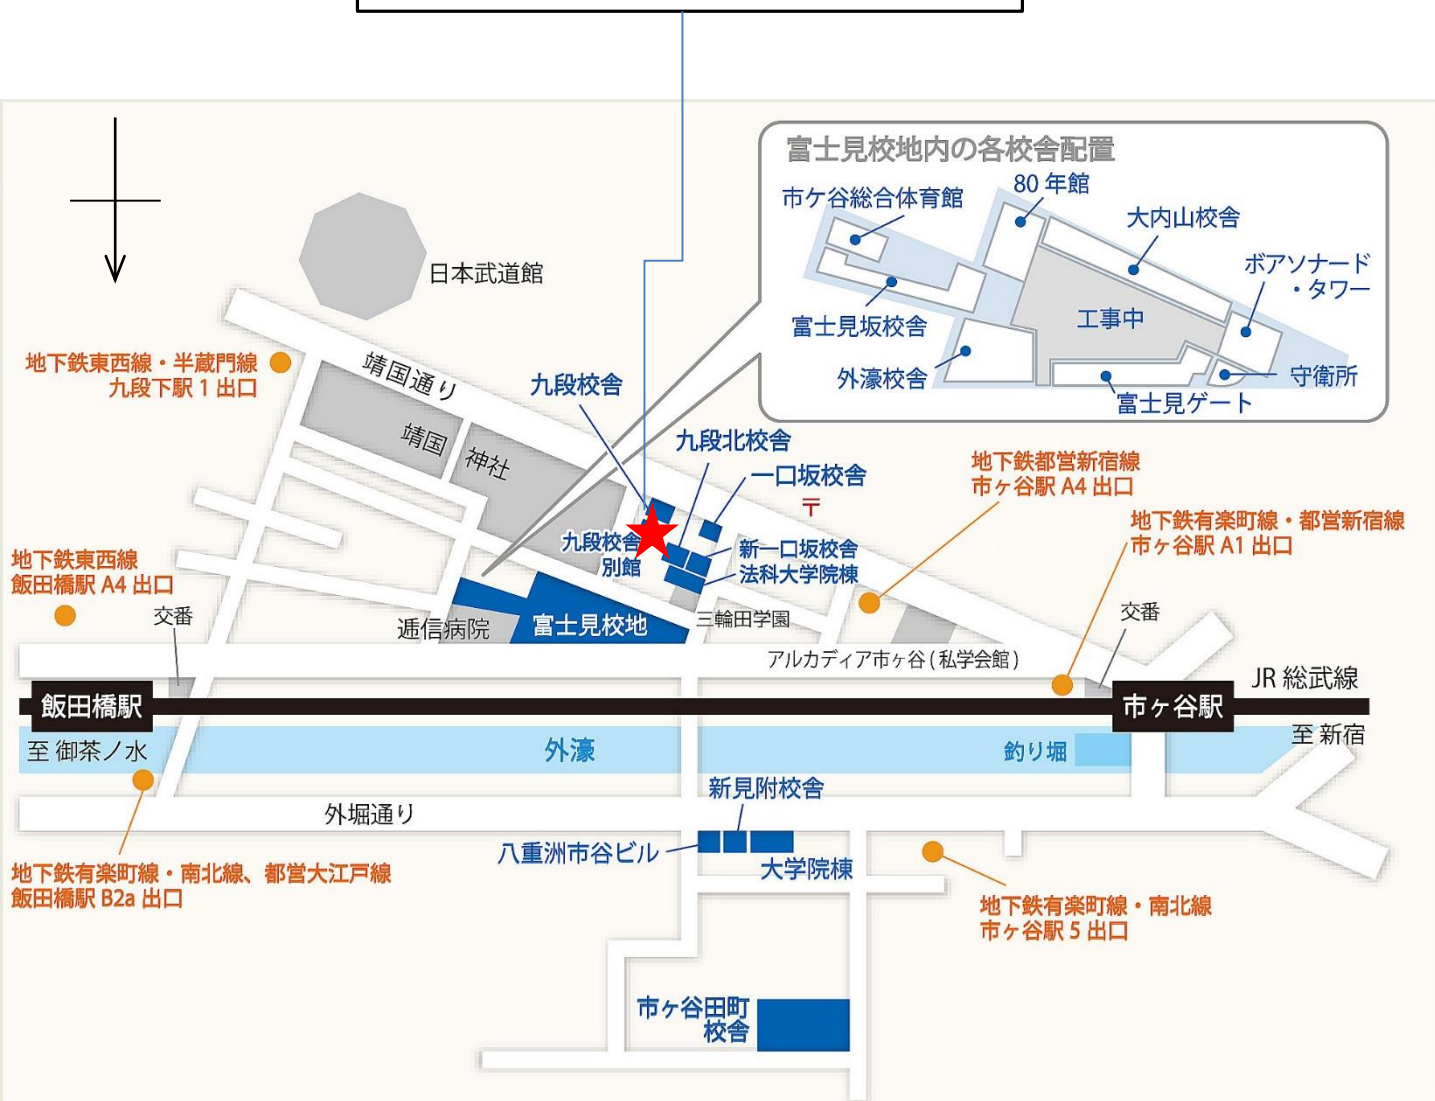 富士見校地内の各校舎配置
80 年館
市ケ谷総合体育館
大内山校舎
ボアソナード
・タワー
工事中
富士見坂校舎
外濠校舎
守衛所
富士見ゲート
日本武道館
地下鉄東西線・半蔵門線
九段下駅 1 出口
靖国通り
九段校舎
靖国
神社
九段北校舎
一口坂校舎
〒
地下鉄都営新宿線
市ヶ谷駅 A4 出口
地下鉄有楽町線・都営新宿線
市ヶ谷駅 A1 出口
九段校舎
別館
新一口坂校舎
法科大学院棟
地下鉄東西線
飯田橋駅 A4 出口
交番
逓信病院
富士見校地
三輪田学園
交番
アルカディア市ヶ谷 ( 私学会館 )
JR 総武線
飯田橋駅
市ヶ谷駅
至 御茶ノ水
外濠
釣り堀
至 新宿
新見附校舎
外堀通り
八重洲市谷ビル
大学院棟
地下鉄有楽町線・南北線、都営大江戸線
飯田橋駅 B2a 出口
地下鉄有楽町線・南北線
市ヶ谷駅 5 出口
市ヶ谷田町
校舎